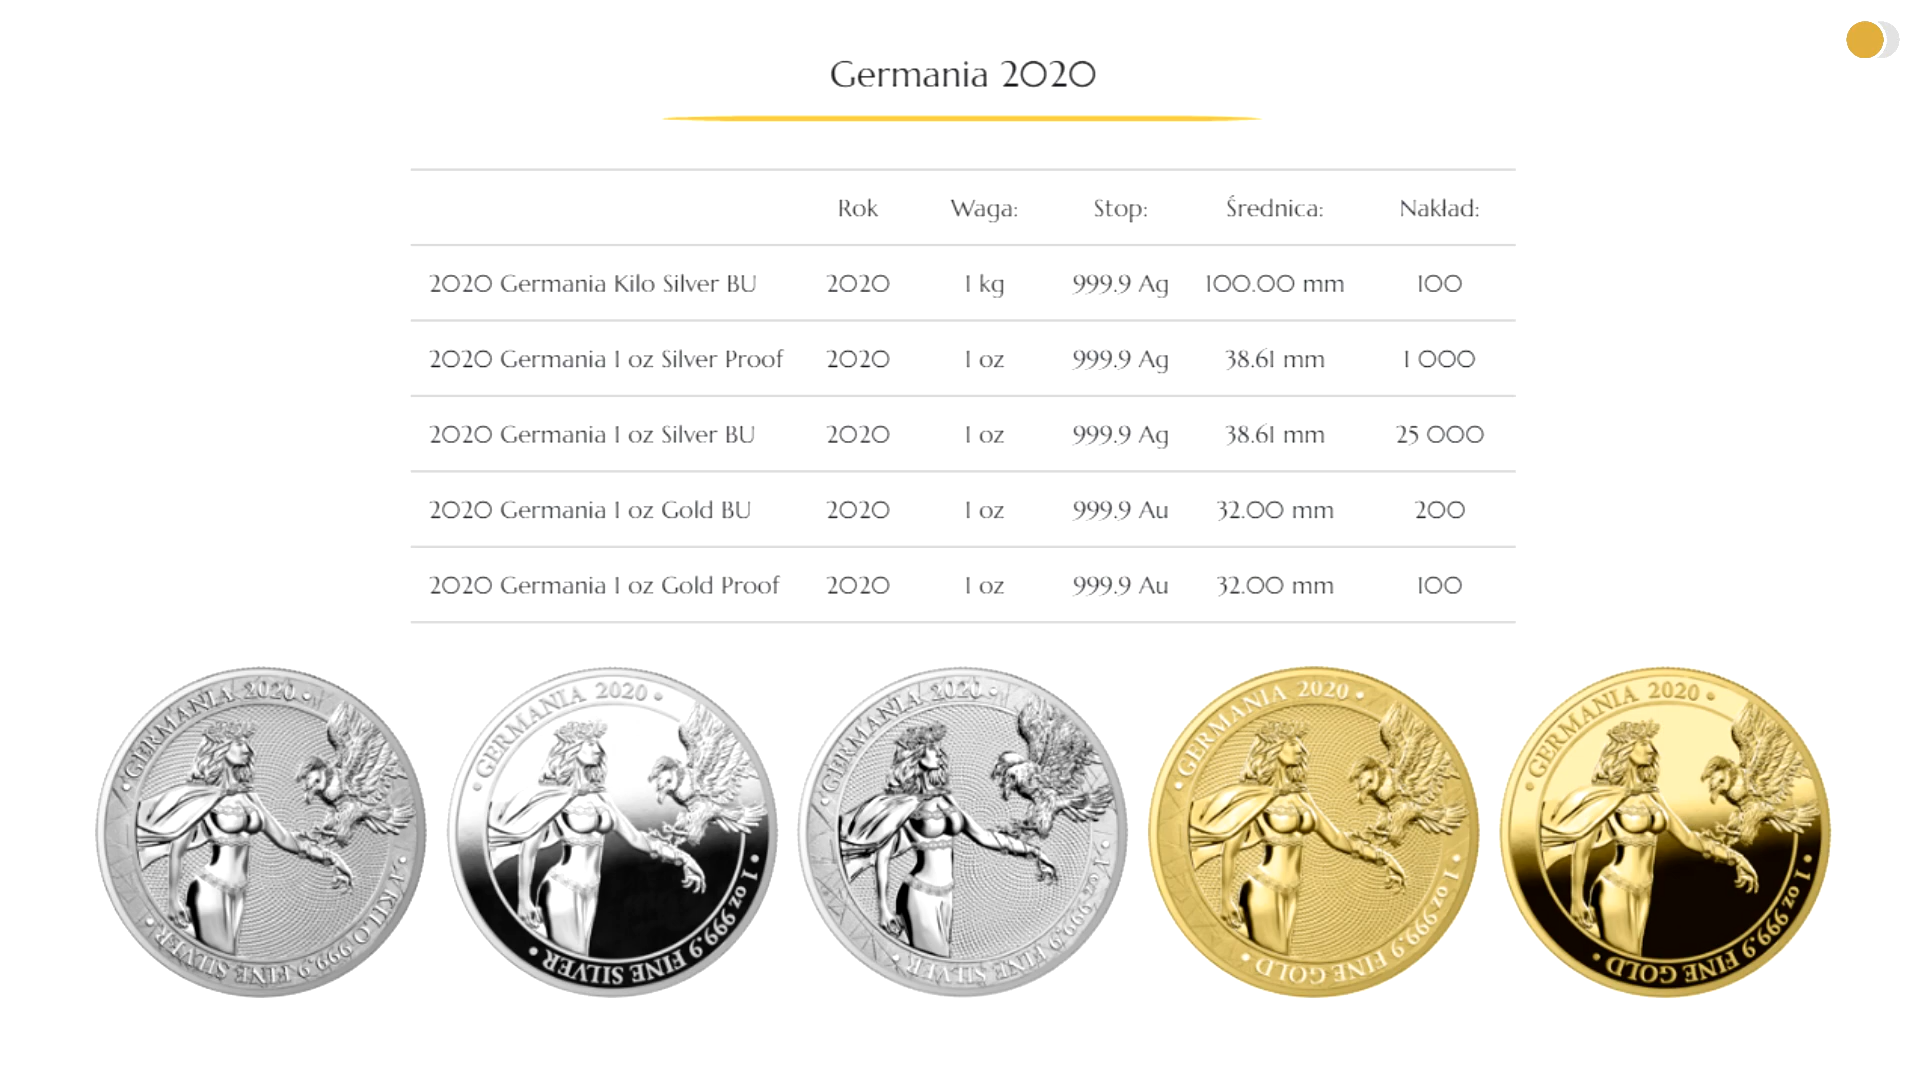 Germania 2020
Rok Waga: Stop: Średnica: Nakład:
2020 Germania Kilo Silver BU 2020 1 kg 999.9 Ag 100.00 mm 100
2020 Germania 1 oz Silver Proof 2020 1 oz 999.9 Ag 38.61 mm 1 000
2020 Germania 1 oz Silver BU 2020 1 oz 999.9 Ag 38.61 mm 25 000
2020 Germania 1 oz Gold BU 2020 1 oz 999.9 Au 32.00 mm 200
2020 Germania 1 oz Gold Proof 2020 1 oz 999.9 Au 32.00 mm 100
• GERMANIA 2020 •
• 1 KILO 999.9 FINE SILVER •
• GERMANIA 2020 •
• 1 oz 999.9 FINE SILVER •
• GERMANIA 2020 •
• 1 oz 999.9 FINE SILVER •
• GERMANIA 2020 •
• 1 oz 999.9 FINE GOLD •
• GERMANIA 2020 •
• 1 oz 999.9 FINE GOLD •